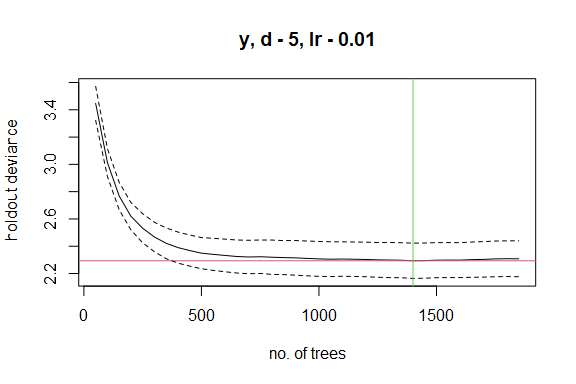 y, d - 5, lr - 0.01
holdout deviance
3.4
3.0
2.6
2.2
0
500
1000
1500
no. of trees